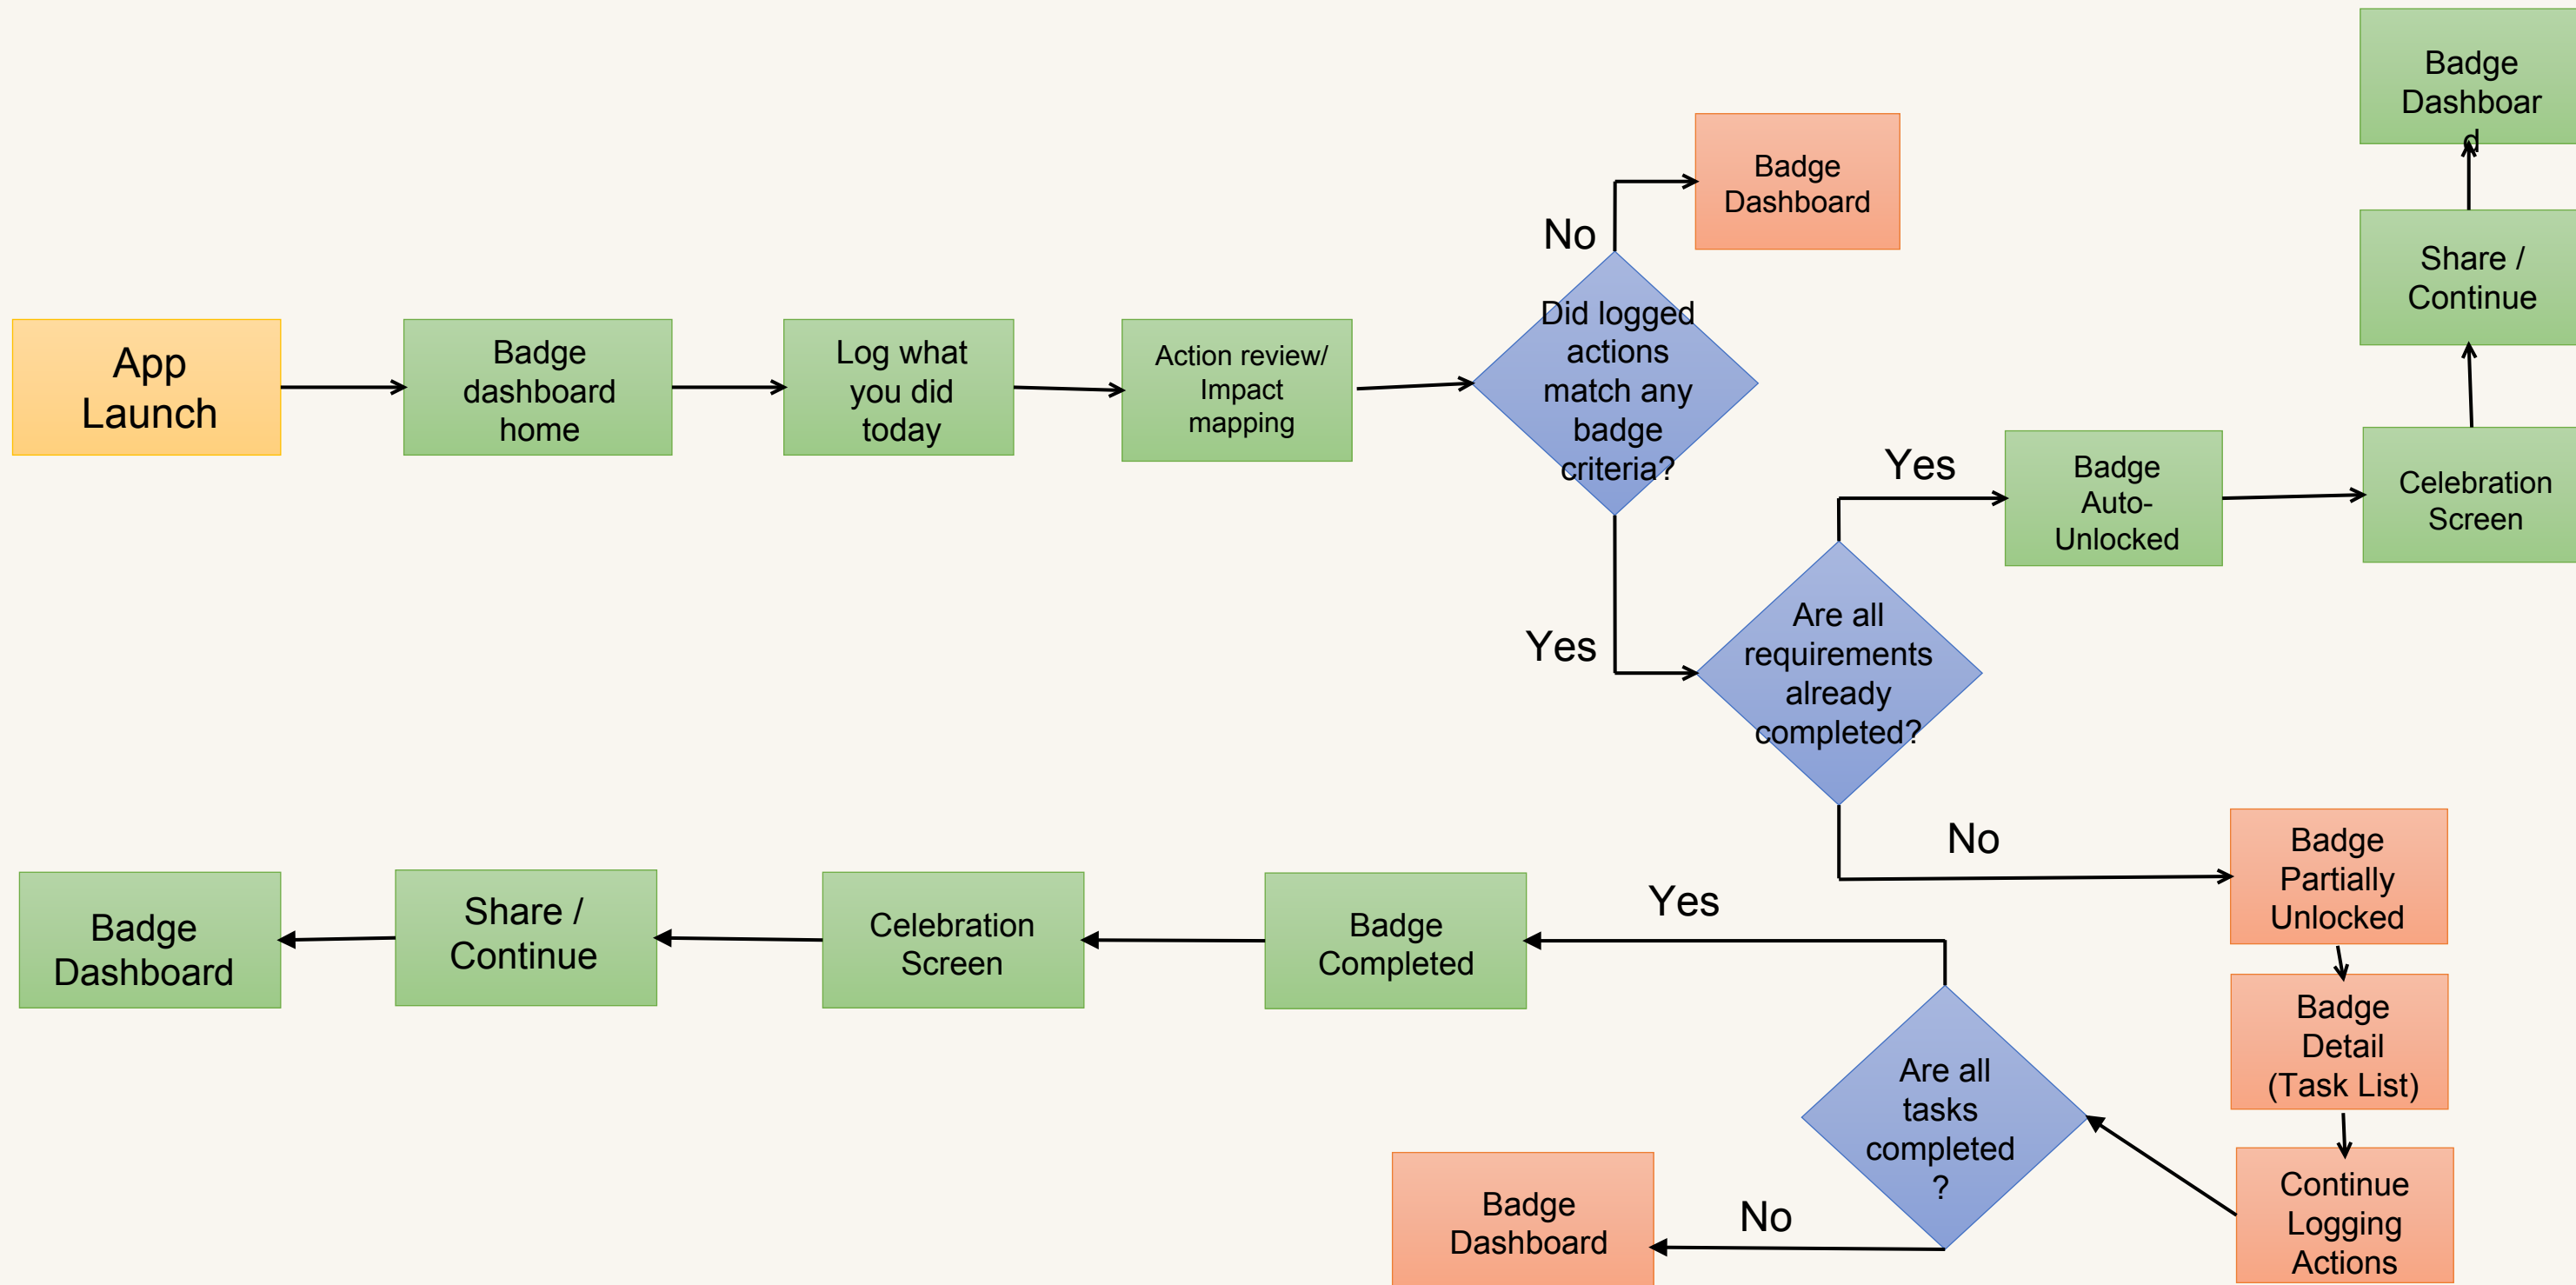 Badge
Dashboar
d
Badge
Dashboard
No
Share /
Continue
App
Launch
Badge
dashboard
home
Log what
you did
today
Action review/
Impact
mapping
Did logged
actions
match any
badge
criteria?
Yes
Badge
Auto-
Unlocked
Celebration
Screen
Yes
Are all
requirements
already
completed?
No
Badge
Partially
Unlocked
Badge
Dashboard
Share /
Continue
Celebration
Screen
Badge
Completed
Yes
Badge
Detail
(Task List)
Are all
tasks
completed
?
Badge
Dashboard
No
Continue
Logging
Actions